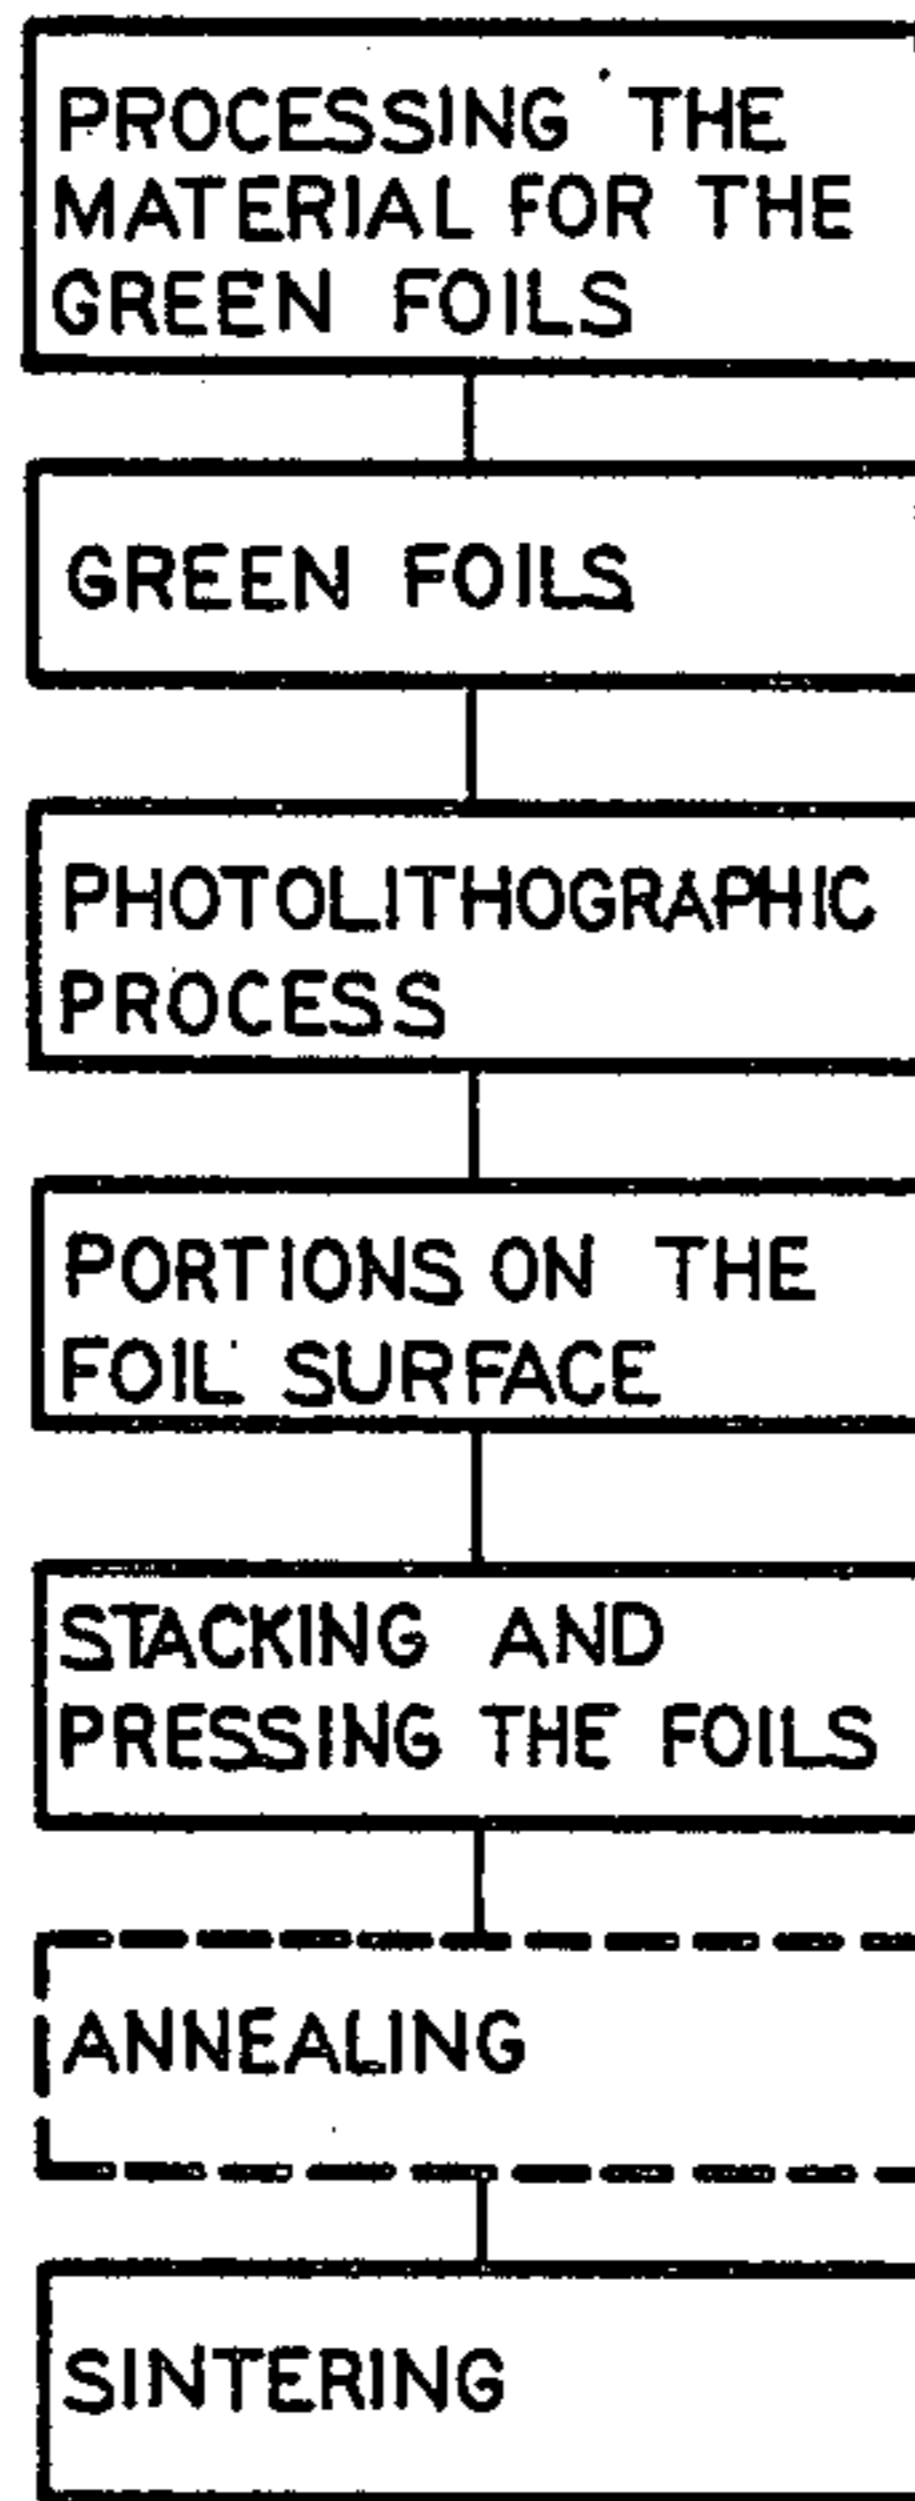 PROCESSING THE
MATERIAL FOR THE
GREEN FOILS
GREEN FOILS
PHOTOLITHOGRAPHIC
PROCESS
PORTIONS ON THE
FOIL SURFACE
STACKING AND
PRESSING THE FOILS
ANNEALING
SINTERING